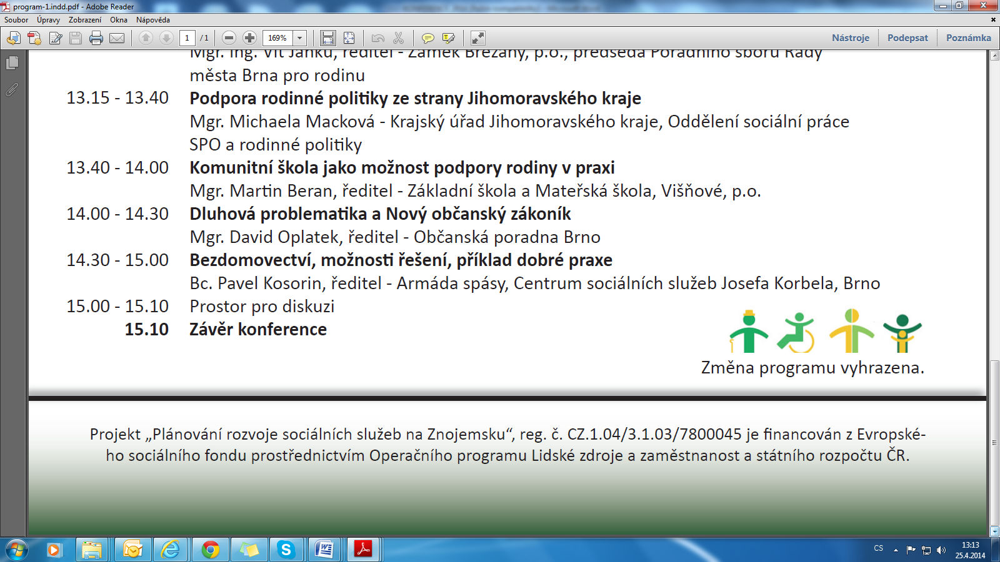 program-1.indd.pdf - Adobe Reader
Soubor Úpravy Zobrazení Okna Nápověda
1 / 1 169% Nástroje Podepsat Poznámka
Mgr. Ing. Vít Janků, ředitel - Zámek Břežany, p.o., předseda Poradního sboru Rady
města Brna pro rodinu
13.15 - 13.40 Podpora rodinné politiky ze strany Jihomoravského kraje
Mgr. Michaela Macková - Krajský úřad Jihomoravského kraje, Oddělení sociální práce
SPO a rodinné politiky
13.40 - 14.00 Komunitní škola jako možnost podpory rodiny v praxi
Mgr. Martin Beran, ředitel - Základní škola a Mateřská škola, Višňové, p.o.
14.00 - 14.30 Dluhová problematika a Nový občanský zákoník
Mgr. David Oplatek, ředitel - Občanská poradna Brno
14.30 - 15.00 Bezdomovectví, možnosti řešení, příklad dobré praxe
Bc. Pavel Kosorin, ředitel - Armáda spásy, Centrum sociálních služeb Josefa Korbela, Brno
15.00 - 15.10 Prostor pro diskuzi
15.10 Závěr konference
Změna programu vyhrazena.
Projekt „Plánování rozvoje sociálních služeb na Znojemsku“, reg. č. CZ.1.04/3.1.03/7800045 je financován z Evropské-
ho sociálního fondu prostřednictvím Operačního programu Lidské zdroje a zaměstnanost a státního rozpočtu ČR.
CS 13:13
25.4.2014